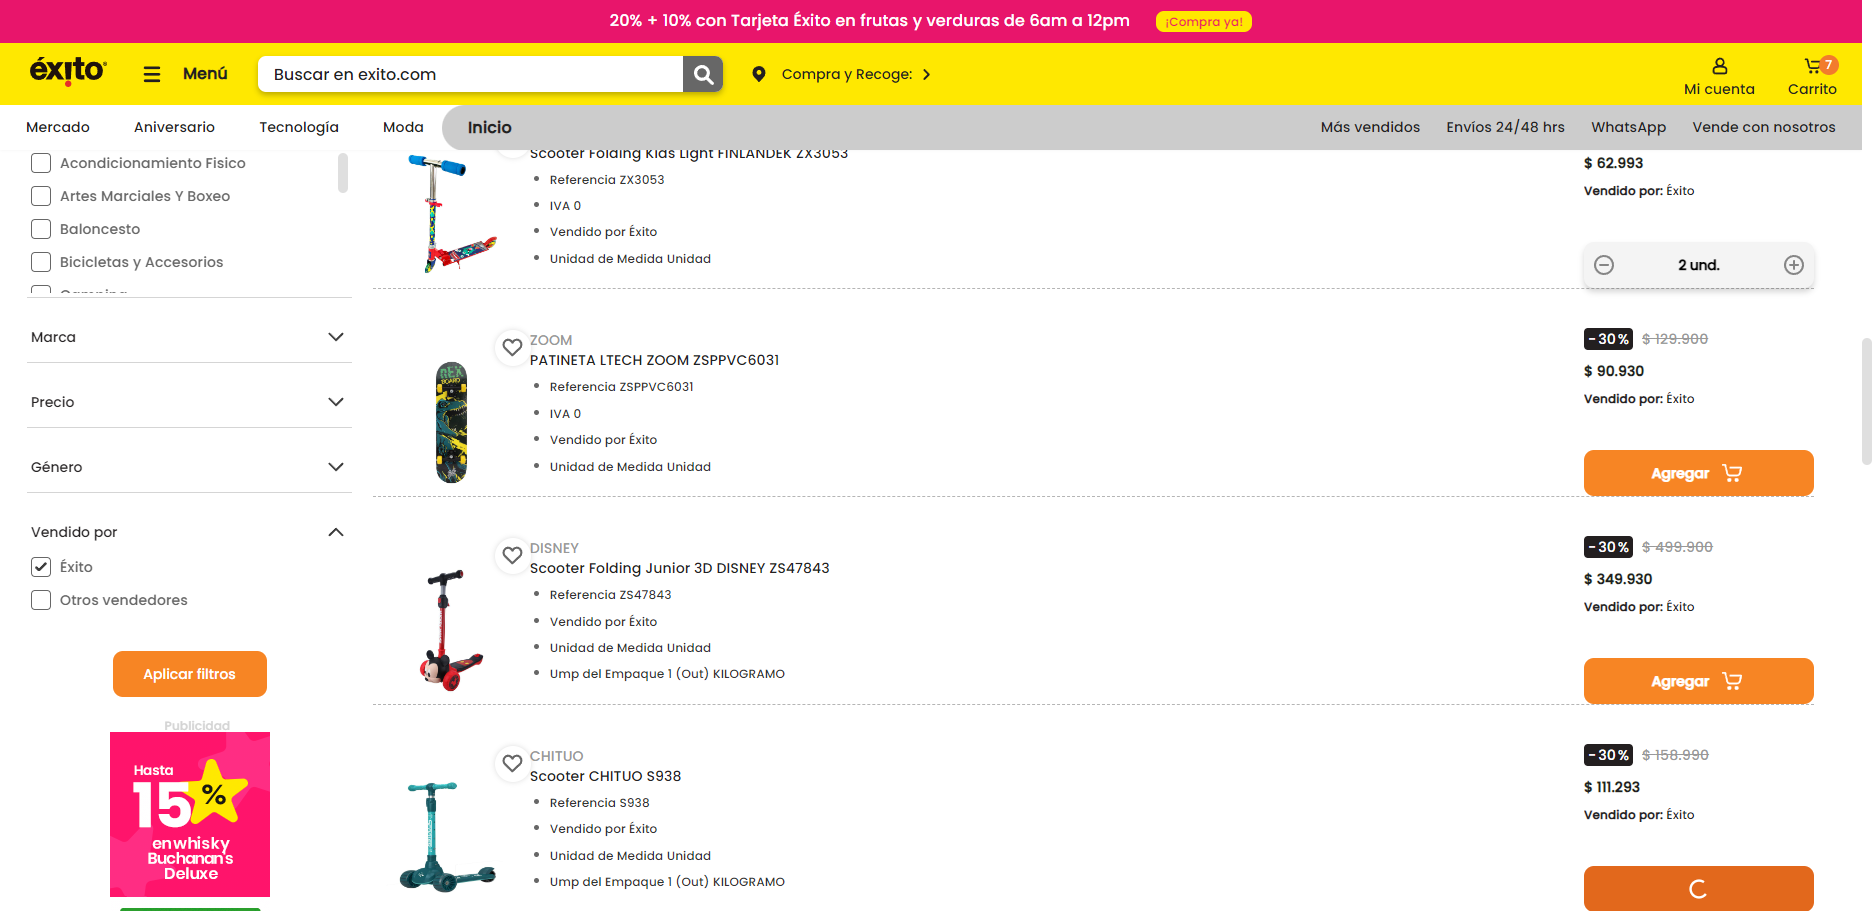 20% + 10% con Tarjeta Éxito en frutas y verduras de 6am a 12pm
¡Compra ya!
éxito
Menú
Buscar en exito.com
Compra y Recoge:
Mi cuenta
7
Carrito
Mercado
Aniversario
Tecnología
Moda
Inicio
Más vendidos
Envíos 24/48 hrs
WhatsApp
Vende con nosotros
Acondicionamiento Fisico
Artes Marciales Y Boxeo
Baloncesto
Bicicletas y Accesorios
Camping
Marca
Precio
Género
Vendido por
Éxito
Otros vendedores
Aplicar filtros
Publicidad
Hasta
15%
en whisky
Buchanan's
Deluxe
Scooter Folding Kids Light FINLANDEK ZX3053
Referencia ZX3053
IVA 0
Vendido por Éxito
Unidad de Medida Unidad
$ 62.993
Vendido por: Éxito
2 und.
ZOOM
PATINETA LTECH ZOOM ZSPPVC6031
Referencia ZSPPVC6031
IVA 0
Vendido por Éxito
Unidad de Medida Unidad
REX
BOARD
-30% $ 129.900
$ 90.930
Vendido por: Éxito
Agregar
DISNEY
Scooter Folding Junior 3D DISNEY ZS47843
Referencia ZS47843
Vendido por Éxito
Unidad de Medida Unidad
Ump del Empaque 1 (Out) KILOGRAMO
-30% $ 499.900
$ 349.930
Vendido por: Éxito
Agregar
CHITUO
Scooter CHITUO S938
Referencia S938
Vendido por Éxito
Unidad de Medida Unidad
Ump del Empaque 1 (Out) KILOGRAMO
-30% $ 158.990
$ 111.293
Vendido por: Éxito